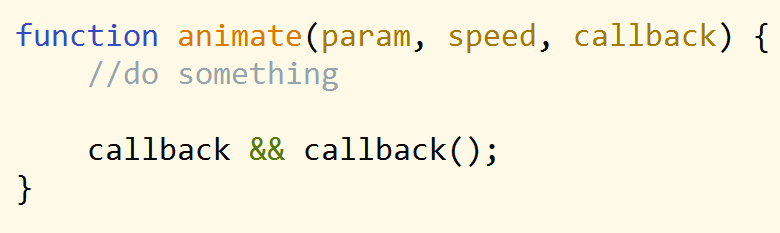 function animate(param, speed, callback) {
//do something
callback && callback();
}